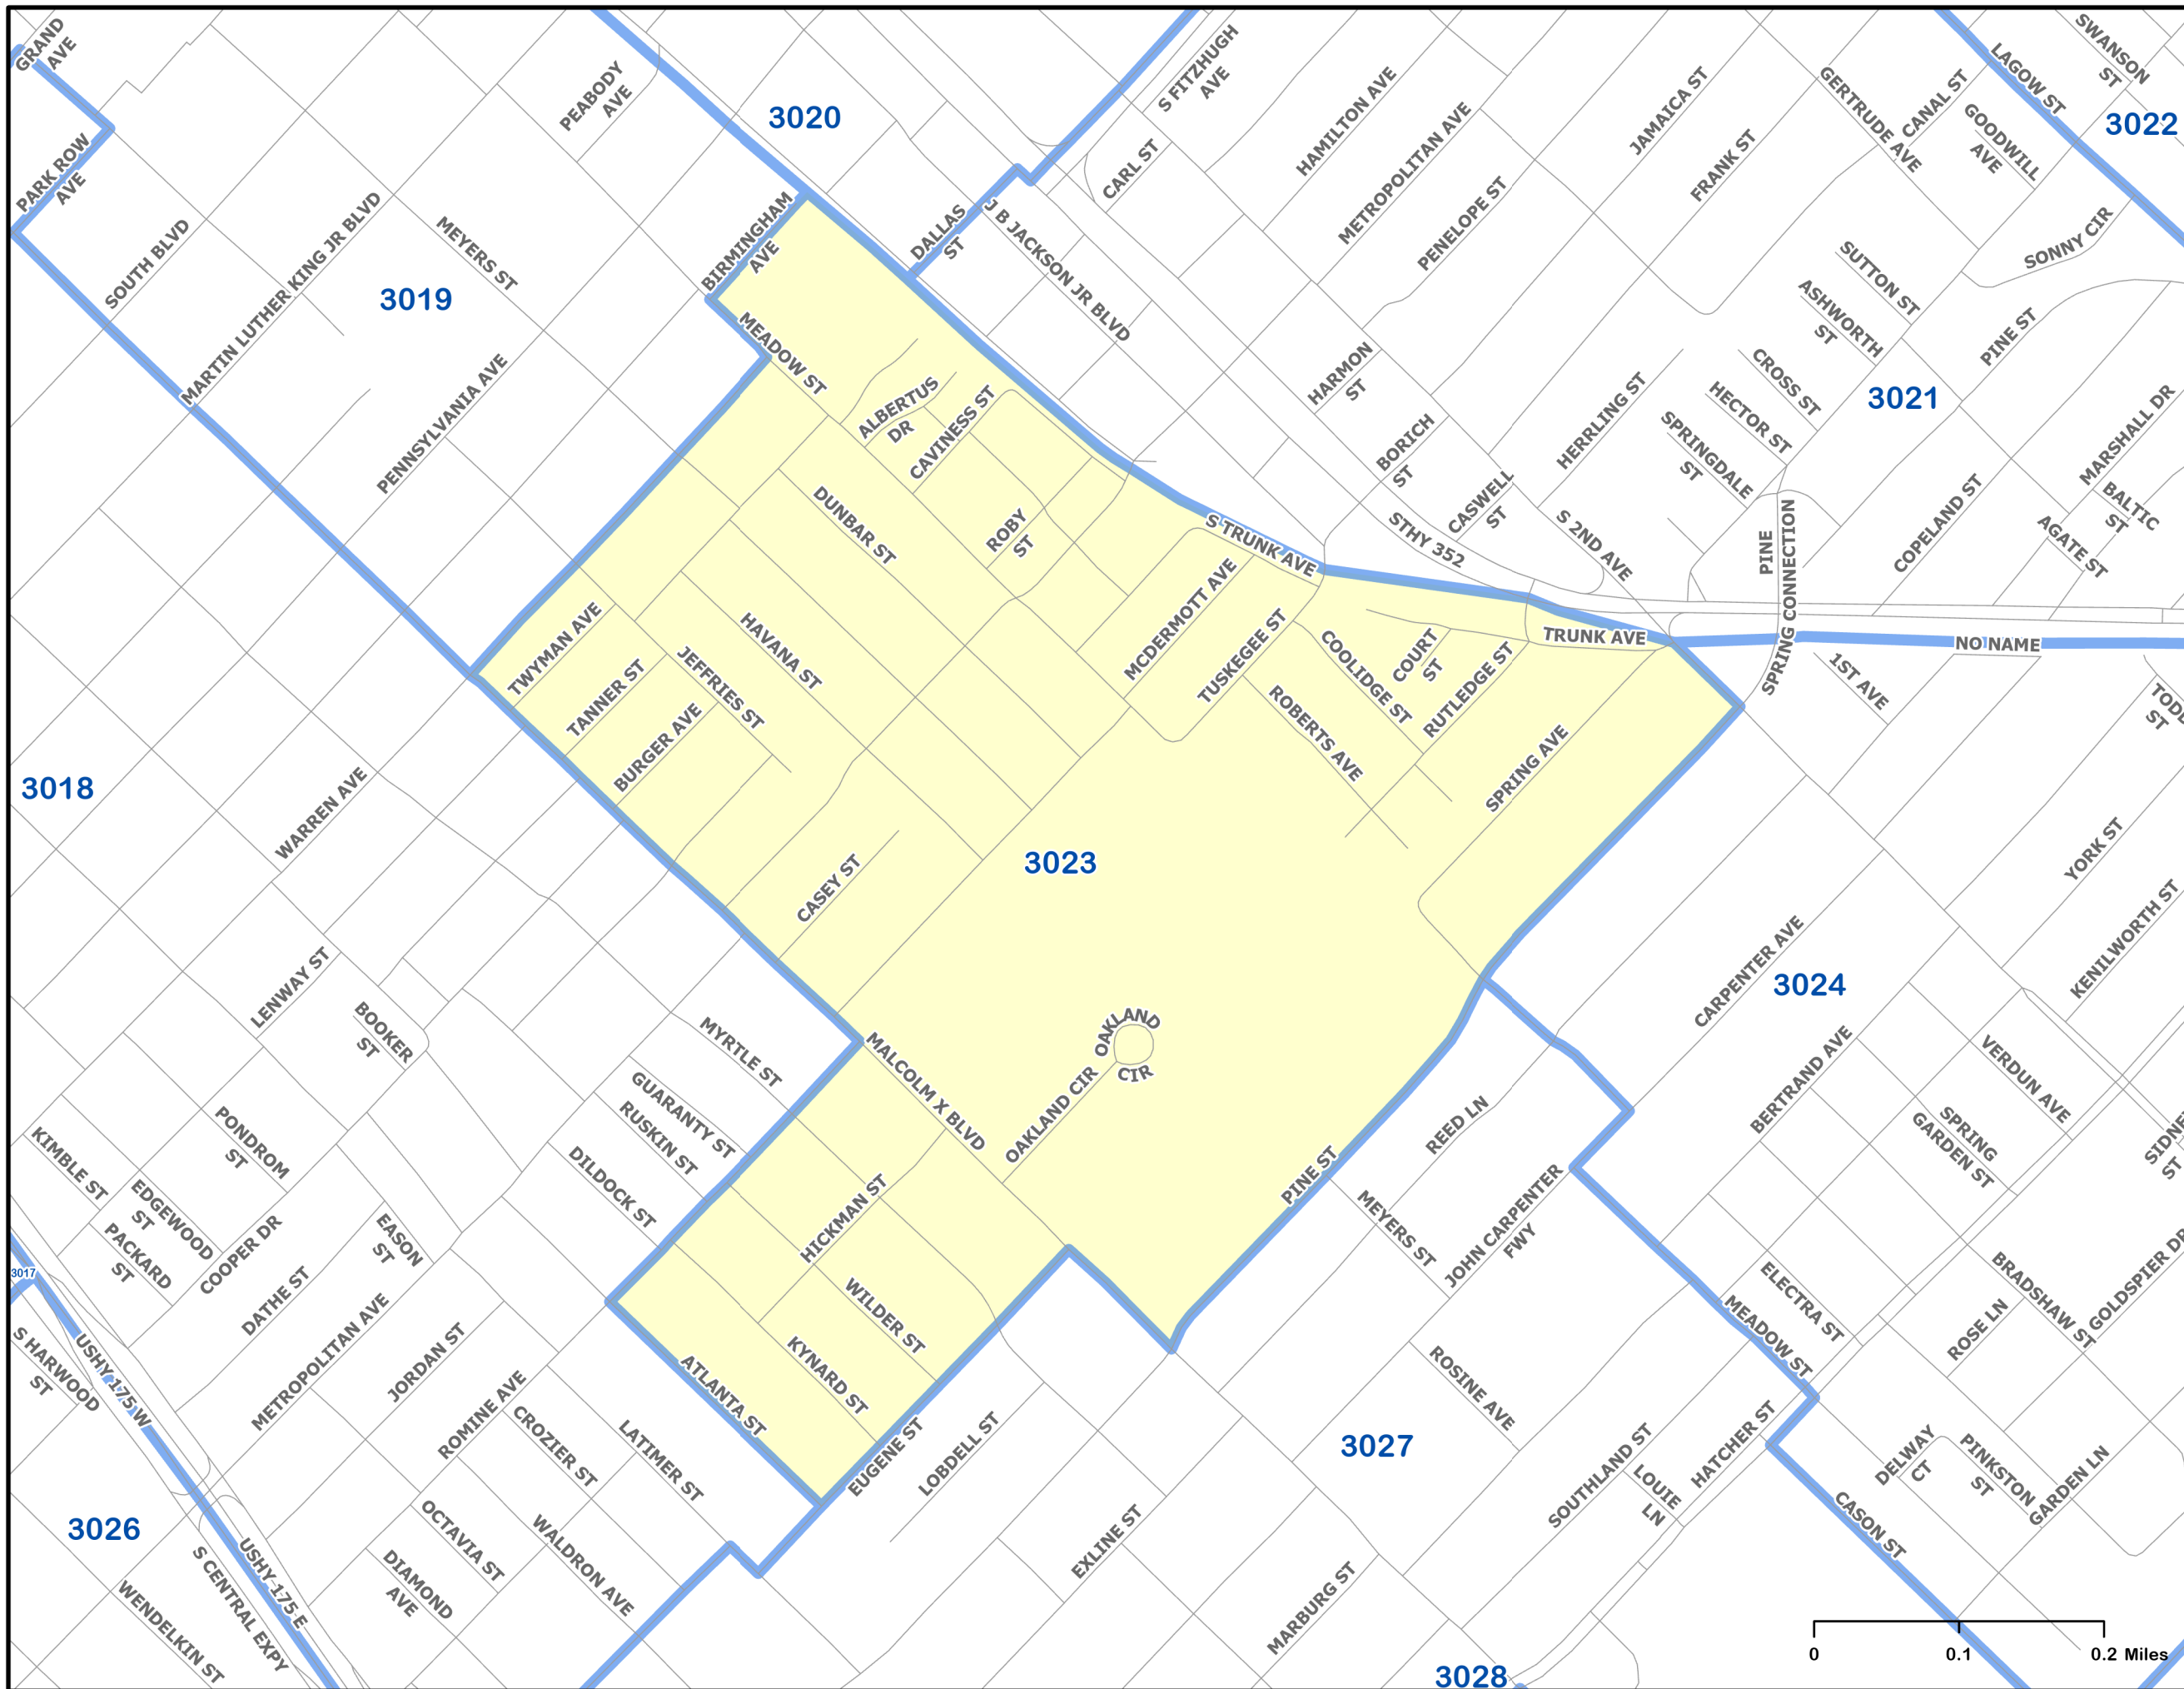 GRAND
AVE
PEABODY
AVE
3020
S FITZHUGH
AVE
HAMILTON AVE
METROPOLITAN AVE
JAMAICA ST
FRANK ST
GERTRUDE AVE
CANAL ST
LAGOW ST
SWANSON
ST
GOODWILL
AVE
3022
PARK ROW
AVE
SOUTH BLVD
MARTIN LUTHER KING JR BLVD
MEYERS ST
3019
BIRMINGHAM
AVE
DALLAS
ST
J B JACKSON JR BLVD
CARL ST
PENELOPE ST
SONNY CIR
SUTTON ST
ASHWORTH
ST
PINE ST
PENNSYLVANIA AVE
MEADOW ST
ALBERTUS
DR
CAVINESS ST
HARMON
ST
BORICH
ST
HERRLING ST
CROSS ST
HECTOR ST
SPRINGDALE
ST
3021
MARSHALL DR
BALTIC
ST
DUNBAR ST
ROBY
ST
S TRUNK AVE
STHY 352
CASWELL
ST
S 2ND AVE
PINE
SPRING CONNECTION
COPELAND ST
AGATE ST
TWYMAN AVE
TANNER ST
BURGER AVE
JEFFRIES ST
HAVANA ST
MCDERMOTT AVE
TUSKEGEE ST
COOLIDGE ST
COURT
ST
RUTLEDGE ST
TRUNK AVE
NO NAME
1ST AVE
ST
ROBERTS AVE
SPRING AVE
3018
WARREN AVE
3023
CASEY ST
YORK ST
KENILWORTH ST
LENWAY ST
BOOKER
ST
CARPENTER AVE
3024
MYRTLE ST
MALCOLM X BLVD
OAKLAND
CIR
OAKLAND CIR
GUARANTY ST
RUSKIN ST
DILDOCK ST
PINE ST
REED LN
BERTRAND AVE
VERDUN AVE
SPRING
GARDEN ST
ST
KIMBLE ST
PONDROM
ST
EDGEWOOD
ST
PACKARD
ST
COOPER DR
EASON
ST
DATHE ST
HICKMAN ST
WILDER ST
KYNARD ST
ATLANTA ST
EUGENE ST
MEYERS ST
JOHN CARPENTER
FWY
MEADOW ST
ELECTRA ST
BRADSHAW ST
GOLDSPIER DR
ROSE LN
3017
USHY 175 W
S HARWOOD
ST
METROPOLITAN AVE
JORDAN ST
ROMINE AVE
CROZIER ST
LATIMER ST
LOBDELL ST
3027
ROSINE AVE
SOUTHLAND ST
LOUIE
LN
HATCHER ST
DELWAY
CT
PINKSTON
ST
GARDEN LN
CASON ST
3026
USHY 175 E
S CENTRAL EXPY
WENDELKIN ST
OCTAVIA ST
DIAMOND
AVE
WALDRON AVE
EXLINE ST
MARBURG ST
3028
0
0.1
0.2 Miles